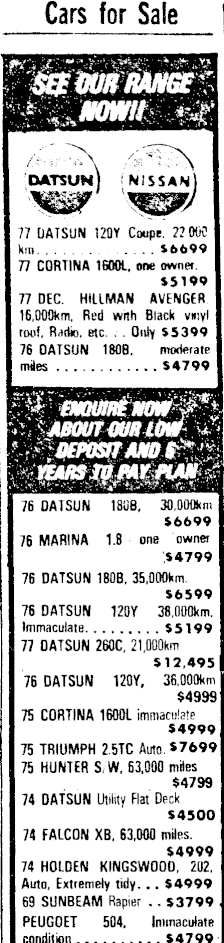 Cars for Sale
SEE OUR RANGE
NOW!!
DATSUN NISSAN
77 DATSUN 120Y Coupe, 22 000
km . . . . . . . . . . . . . . $6699
77 CORTINA 1600L, one owner.
$5199
77 DEC. HILLMAN AVENGER
16,000km, Red with Black vinyl
roof, Radio, etc. . . Only $5399
76 DATSUN 180B, moderate
miles . . . . . . . . . . . . $4799
ENQUIRE NOW
ABOUT OUR LOW
DEPOSIT AND 6
YEARS TO PAY PLAN
76 DATSUN 180B, 30,000km
$6699
76 MARINA 1.8 one owner
$4799
76 DATSUN 180B, 35,000km.
$6599
76 DATSUN 120Y 38,000km.
Immaculate. . . . . . . . . $5199
77 DATSUN 260C, 21,000km
$12,495
76 DATSUN 120Y, 36,000km
$4999
75 CORTINA 1600L immaculate
$4999
75 TRIUMPH 2.5TC Auto. $7699
75 HUNTER S/W, 63,000 miles
$4799
74 DATSUN Utility Flat Deck
$4500
74 FALCON XB, 63,000 miles.
$4999
74 HOLDEN KINGSWOOD, 202,
Auto, Extremely tidy. . . $4999
69 SUNBEAM Rapier . . $3799
PEUGOET 504, Immaculate
condition . . . . . . . . . . $4799